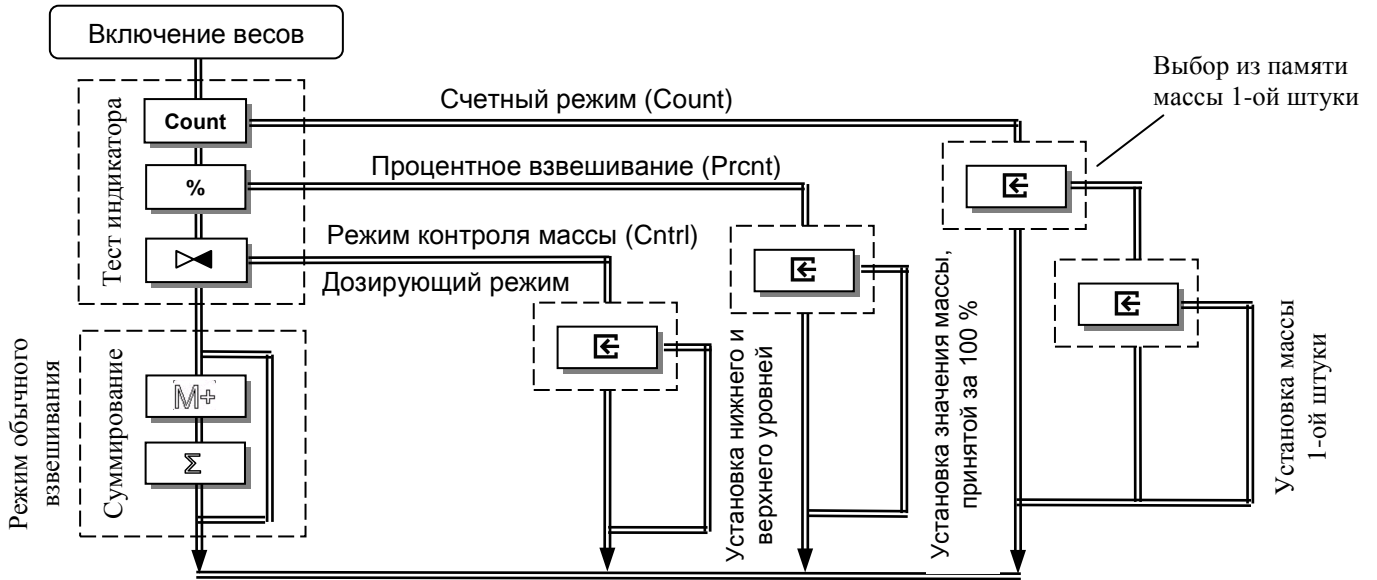 Включение весов
Выбор из памяти
массы 1-ой штуки
Счетный режим (Count)
Count
Процентное взвешивание (Prcnt)
%
Режим контроля массы (Cntrl)
Дозирующий режим
Тест индикатора
Режим обычного
взвешивания
Суммирование
M+
Σ
Установка нижнего и
верхнего уровней
Установка значения массы,
принятой за 100 %
Установка массы
1-ой штуки